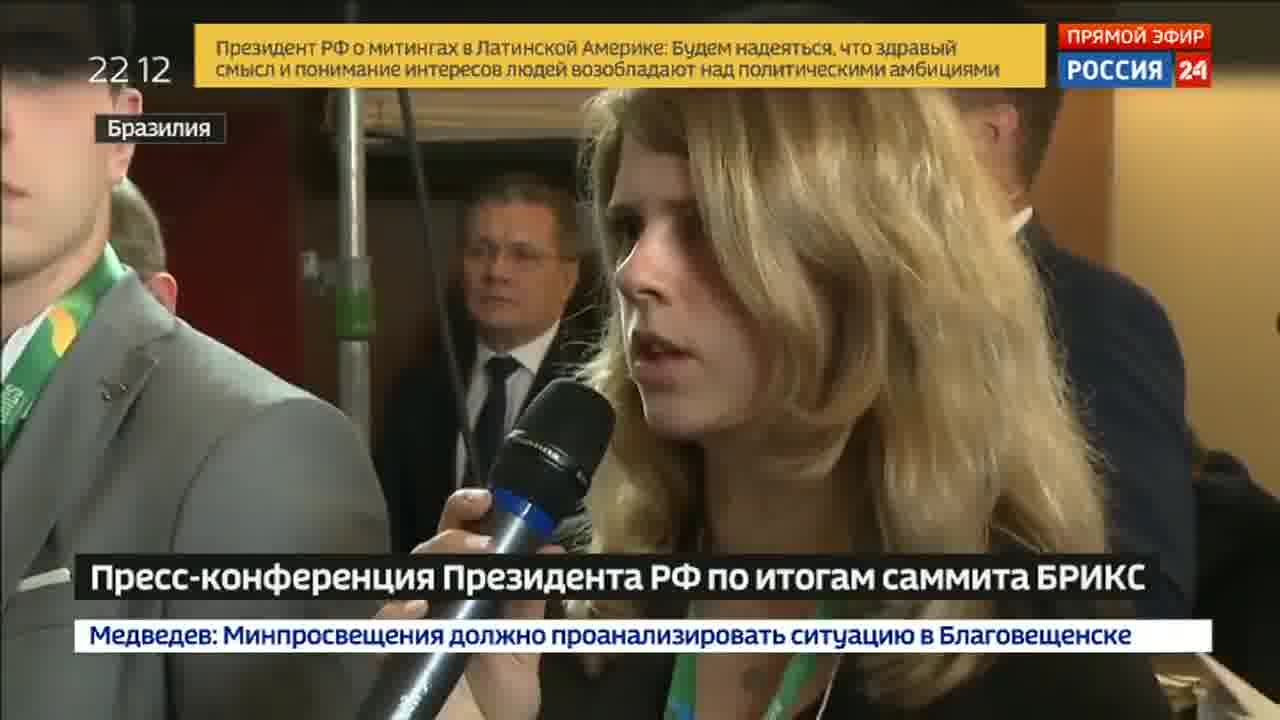 Президент РФ о митингах в Латинской Америке: Будем надеяться, что здравый
смысл и понимание интересов людей возобладают над политическими амбициями
ПРЯМОЙ ЭФИР
РОССИЯ 24
22 12
Бразилия
Пресс-конференция Президента РФ по итогам саммита БРИКС
Медведев: Минпросвещения должно проанализировать ситуацию в Благовещенске